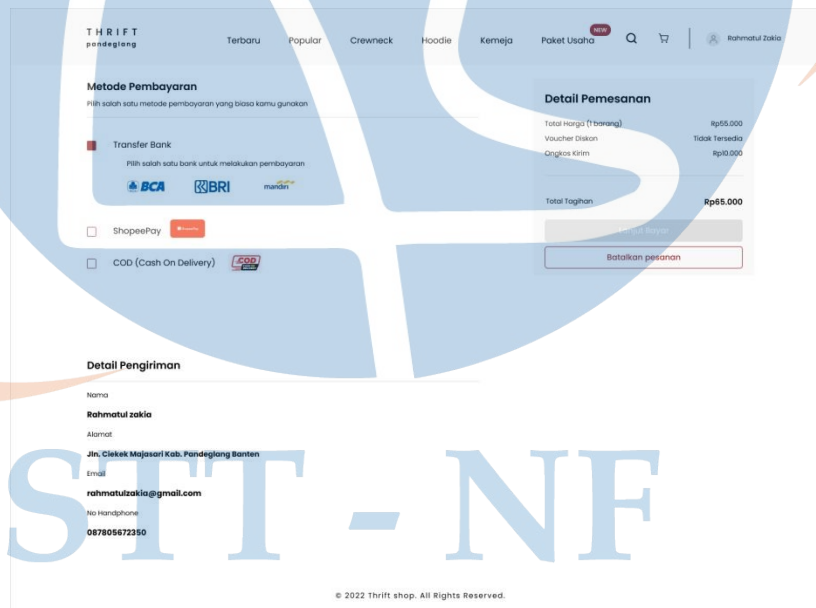 THRIFT
pandeglang
Terbaru Popular Crewneck Hoodie Kemeja Paket Usaha NEW Rahmatul Zakia
Metode Pembayaran
Pilih salah satu metode pembayaran yang biasa kamu gunakan
Transfer Bank
Pilih salah satu bank untuk melakukan pembayaran
BCA BRI mandiri
ShopeePay
COD (Cash On Delivery) COD
Detail Pemesanan
Total Harga (1 barang) Rp55.000
Voucher Diskon Tidak Tersedia
Ongkos Kirim Rp10.000
Total Tagihan Rp65.000
Lanjut Bayar
Batalkan pesanan
Detail Pengiriman
Nama
Rahmatul zakia
Alamat
Jln. Ciekek Majasari Kab. Pandeglang Banten
Email
rahmatulzakia@gmail.com
No Handphone
087805672350
STT - NF
© 2022 Thrift shop. All Rights Reserved.